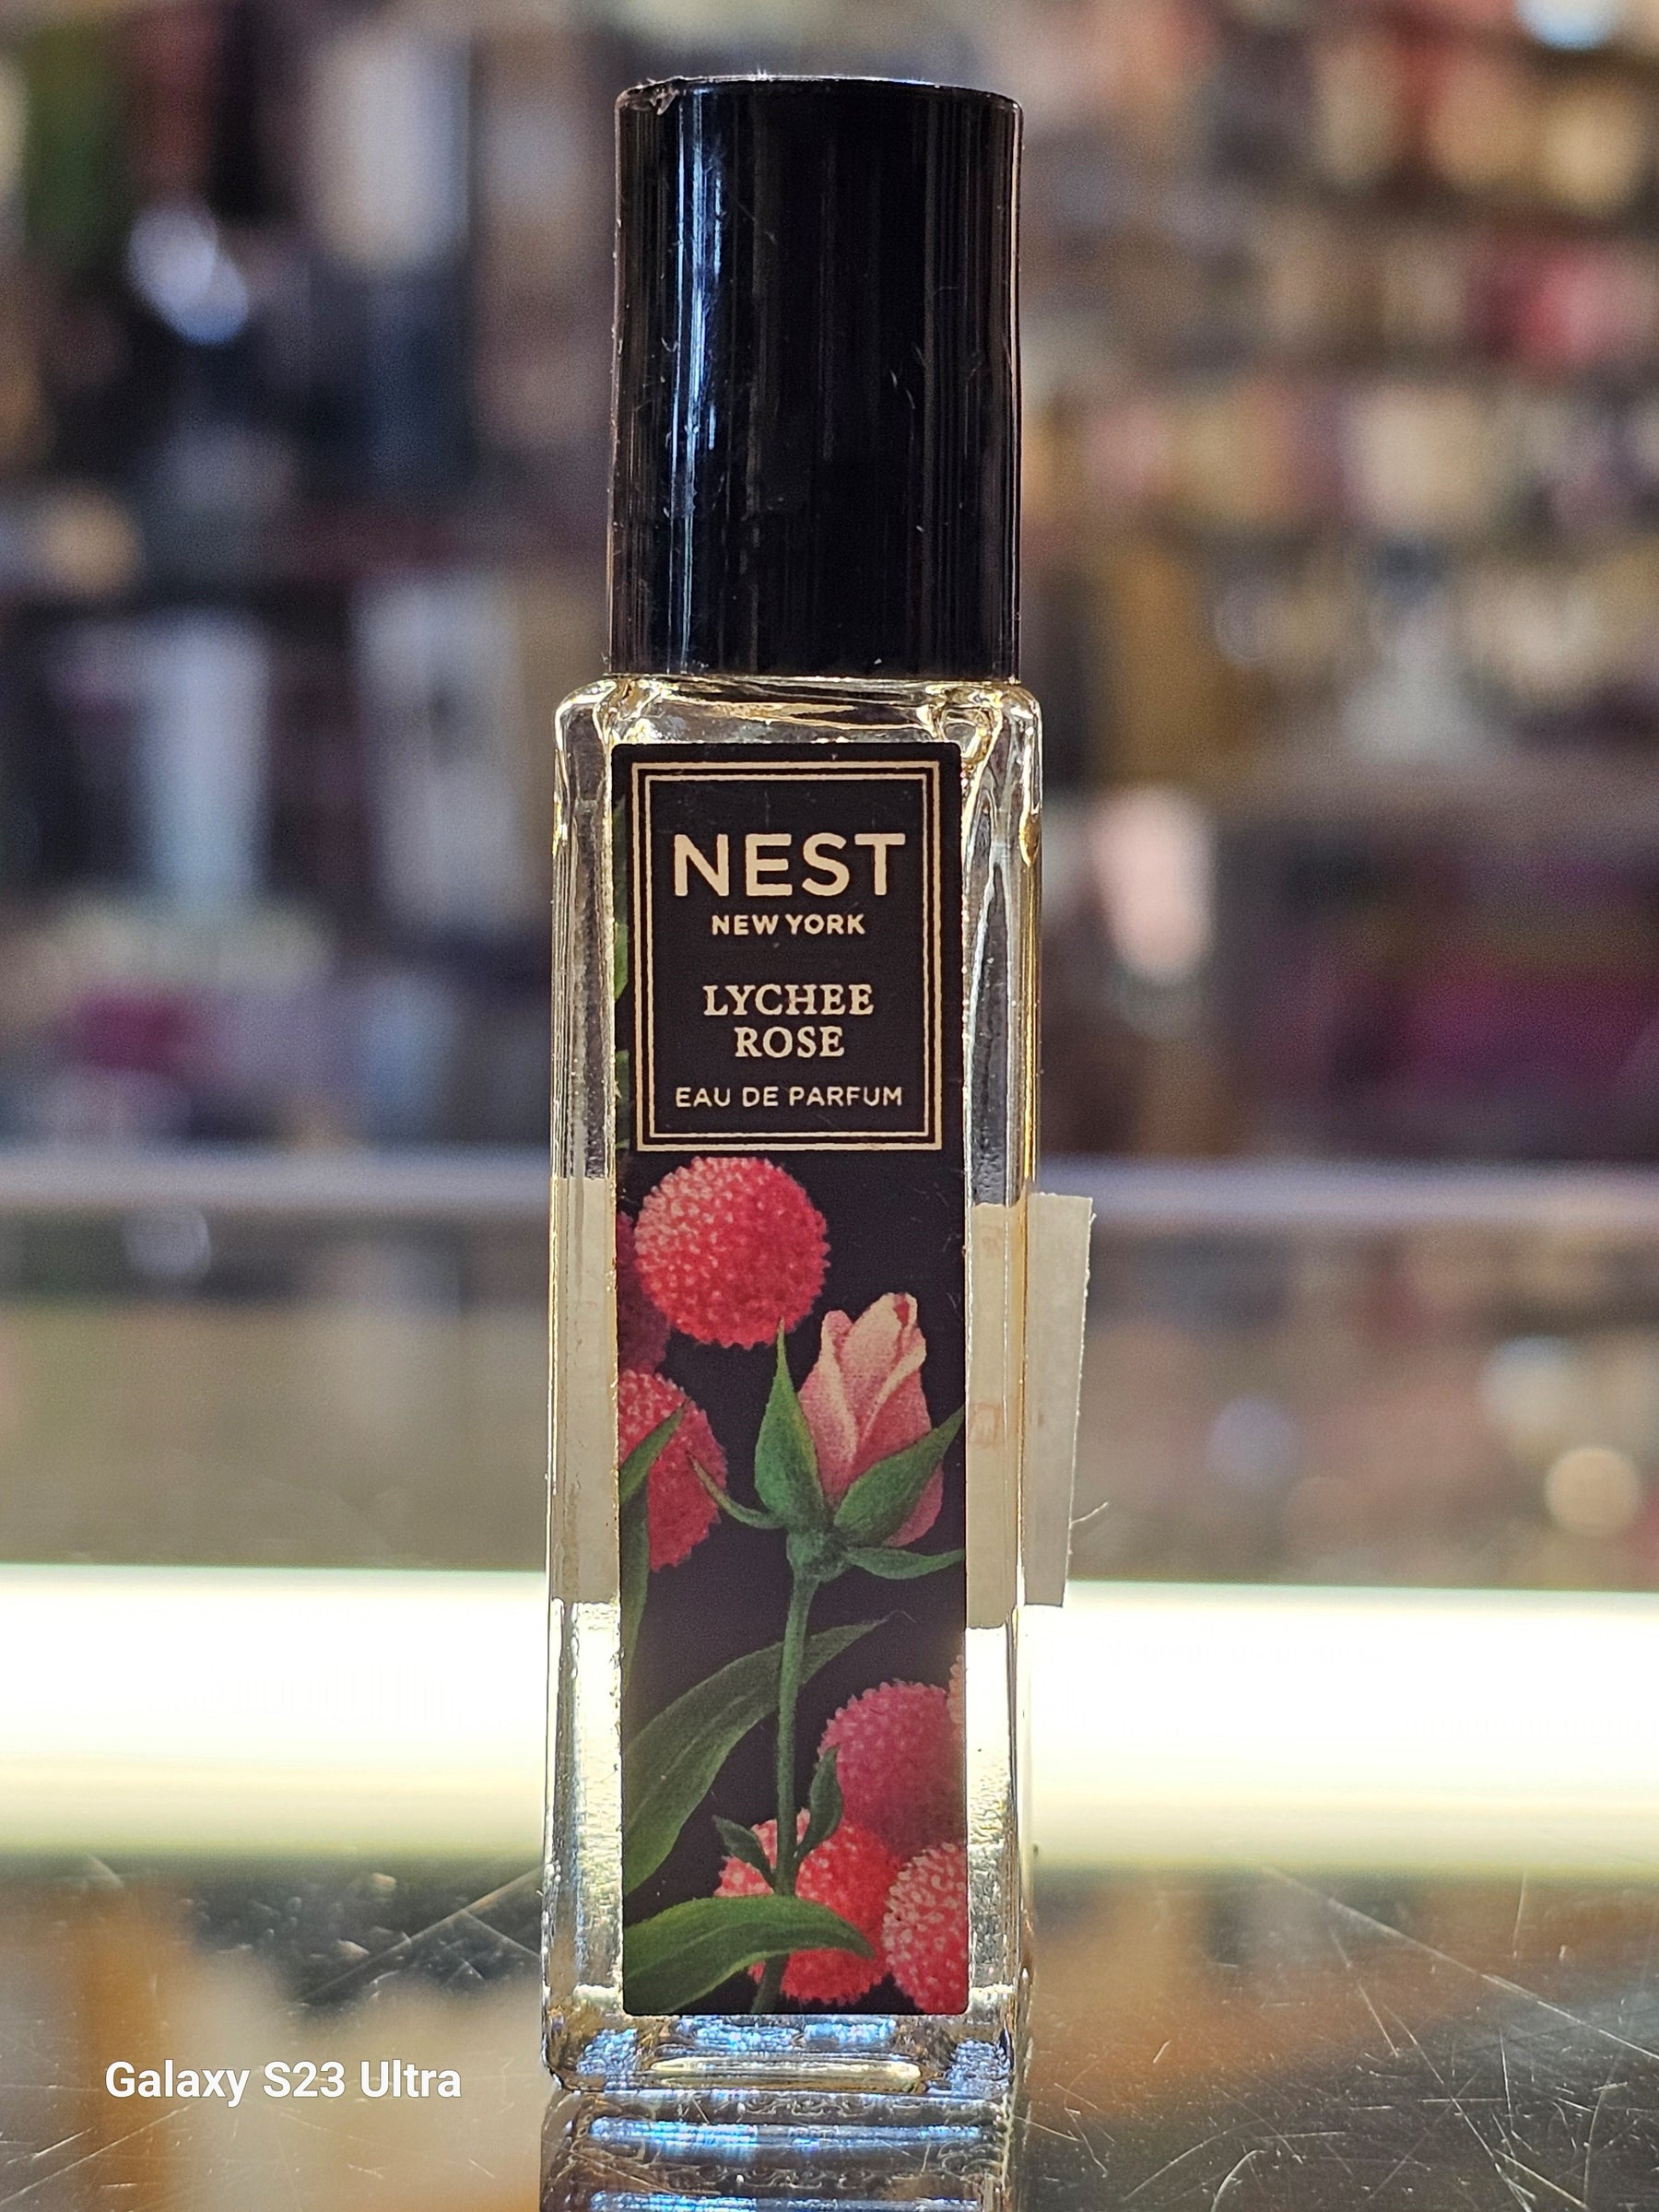 NEST
NEW YORK
LYCHEE
ROSE
EAU DE PARFUM
Galaxy S23 Ultra